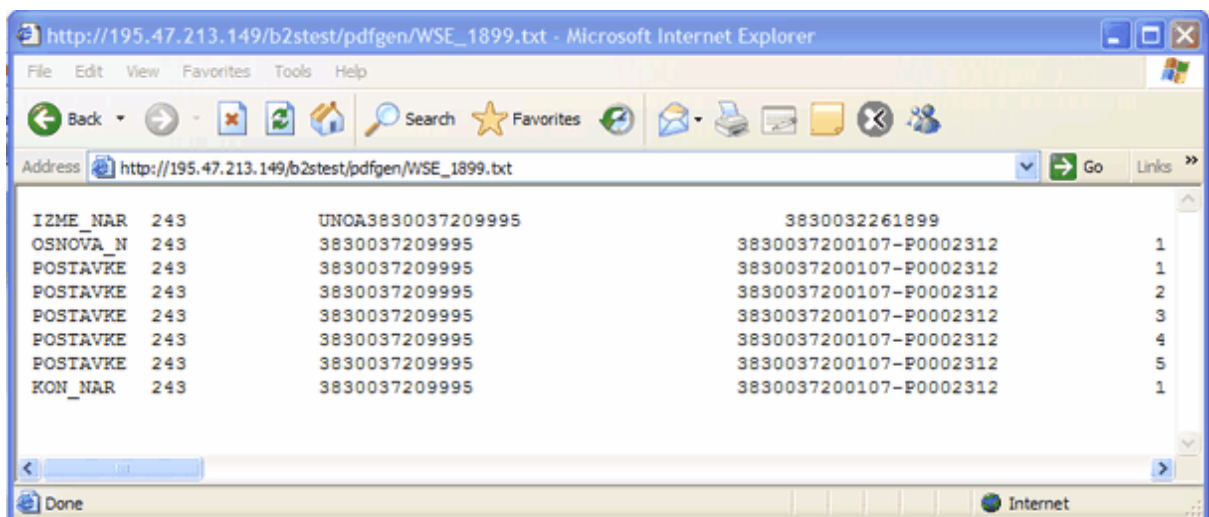 http://195.47.213.149/b2stest/pdfgen/WSE_1899.txt - Microsoft Internet Explorer
File Edit View Favorites Tools Help
Back Search Favorites
Address http://195.47.213.149/b2stest/pdfgen/WSE_1899.txt Go Links »
IZME_NAR 243 UNOA3830037209995 3830032261899
OSNOVA_N 243 3830037209995 3830037200107-P0002312 1
POSTAVKE 243 3830037209995 3830037200107-P0002312 1
POSTAVKE 243 3830037209995 3830037200107-P0002312 2
POSTAVKE 243 3830037209995 3830037200107-P0002312 3
POSTAVKE 243 3830037209995 3830037200107-P0002312 4
POSTAVKE 243 3830037209995 3830037200107-P0002312 5
KON_NAR 243 3830037209995 3830037200107-P0002312 1
Done Internet